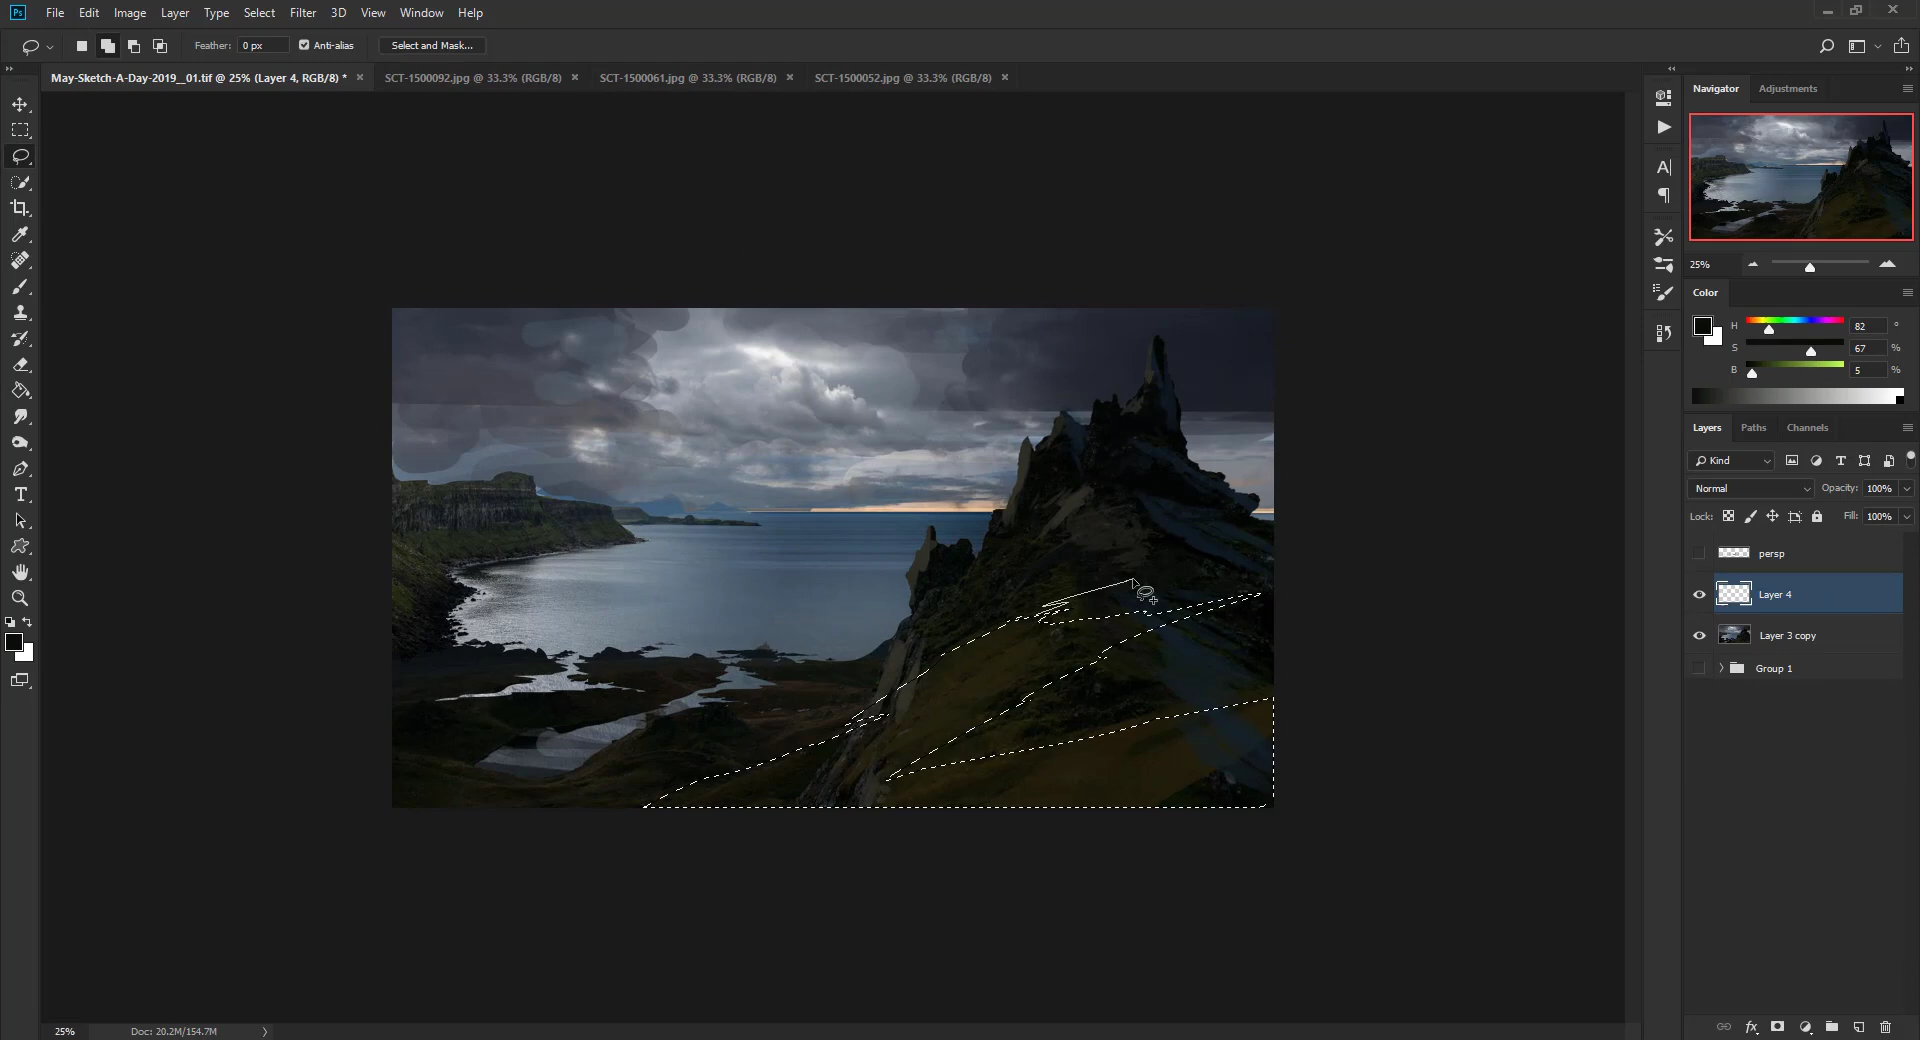 Ps File Edit Image Layer Type Select Filter 3D View Window Help
Feather: 0 px Anti-alias Select and Mask...
May-Sketch-A-Day-2019__01.tif @ 25% (Layer 4, RGB/8) * SCT-1500092.jpg @ 33.3% (RGB/8) SCT-1500061.jpg @ 33.3% (RGB/8) SCT-1500052.jpg @ 33.3% (RGB/8)
Navigator Adjustments
25%
Color
H 82 °
S 67 %
B 5 %
Layers Paths Channels
Kind
Normal Opacity: 100%
Lock: Fill: 100%
persp
Layer 4
Layer 3 copy
Group 1
25% Doc: 20.2M/154.7M